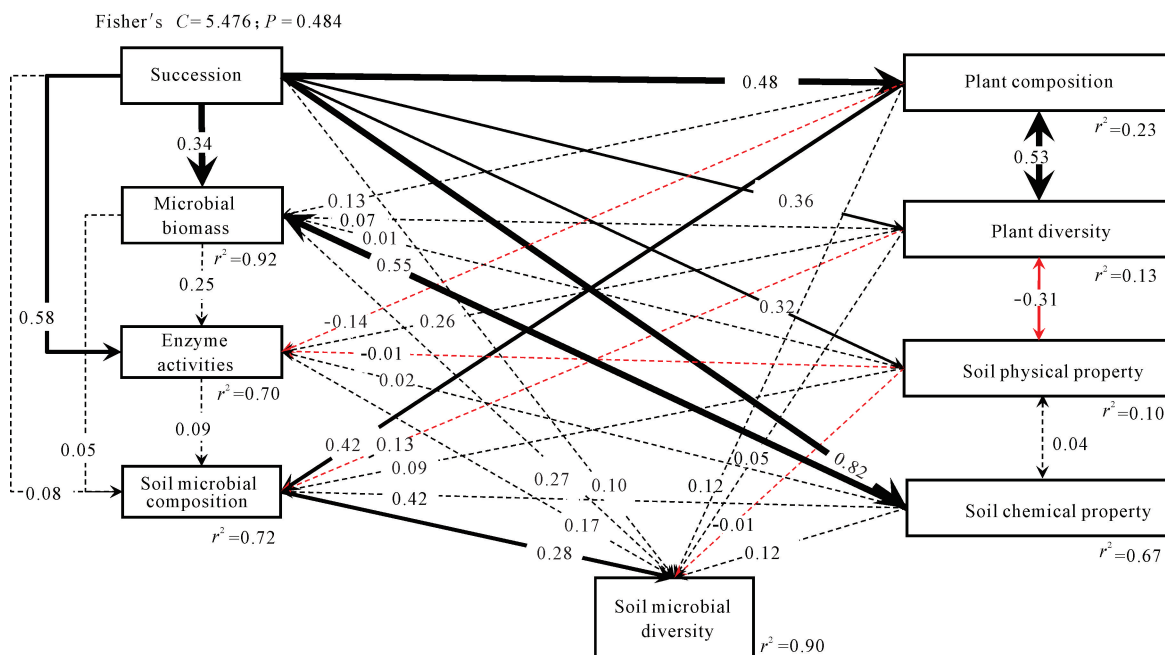 Fisher's C=5.476; P=0.484
Succession
Plant composition
r²=0.23
0.48
0.34
0.53
Microbial
biomass
r²=0.92
Plant diversity
r²=0.13
0.13
0.07
0.01
0.55
0.36
0.25
-0.31
0.58
-0.14
0.26
0.32
Enzyme
activities
r²=0.70
-0.01
0.02
Soil physical property
r²=0.10
0.09
0.04
0.05
0.42
0.13
0.09
0.42
0.05
0.82
-0.08
Soil microbial
composition
r²=0.72
0.27
0.10
0.12
Soil chemical property
r²=0.67
0.17
-0.01
0.28
0.12
Soil microbial
diversity
r²=0.90